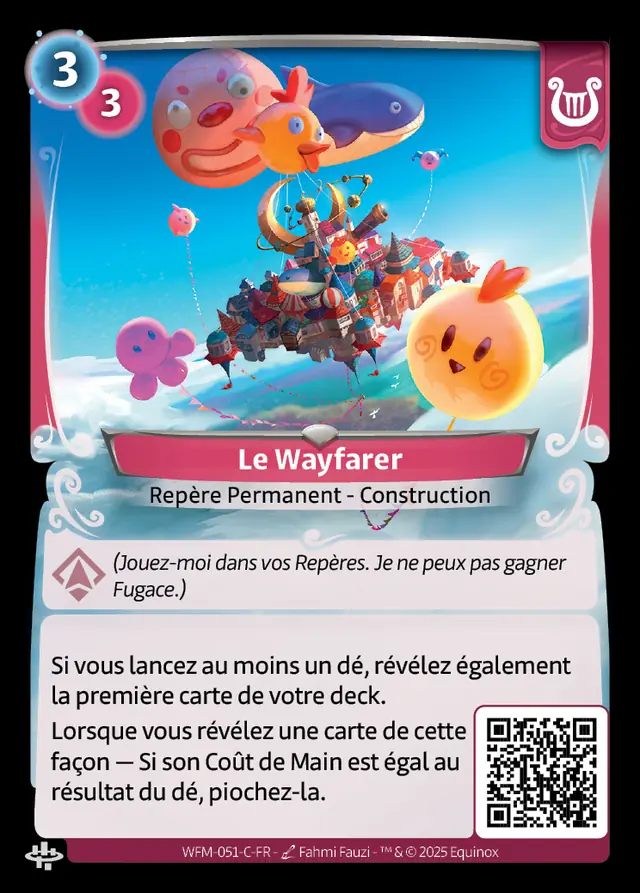 3
3
Le Wayfarer
Repère Permanent - Construction
(Jouez-moi dans vos Repères. Je ne peux pas gagner
Fugace.)
Si vous lancez au moins un dé, révélez également
la première carte de votre deck.
Lorsque vous révélez une carte de cette
façon — Si son Coût de Main est égal au
résultat du dé, piochez-la.
WFM-051-C-FR - Fahmi Fauzi - ™ & © 2025 Equinox